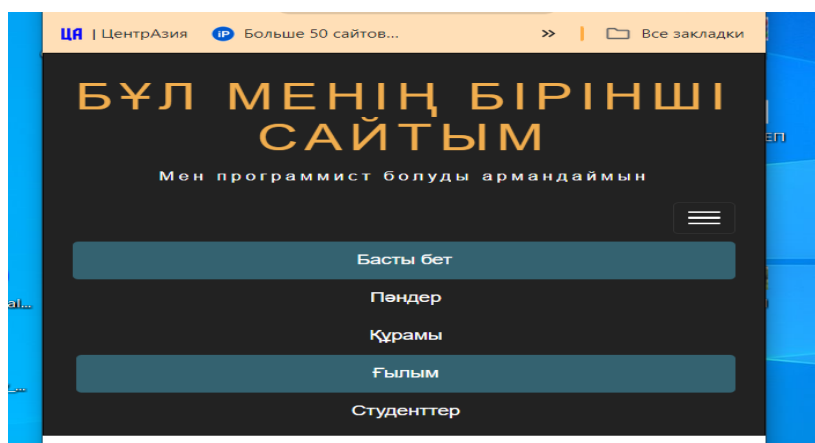 ЦА | ЦентрАзия iP Больше 50 сайтов... » | Все закладки
БҰЛ МЕНІҢ БІРІНШІ
САЙТЫМ
Мен программист болуды армандаймын
Басты бет
Пәндер
Құрамы
Ғылым
Студенттер